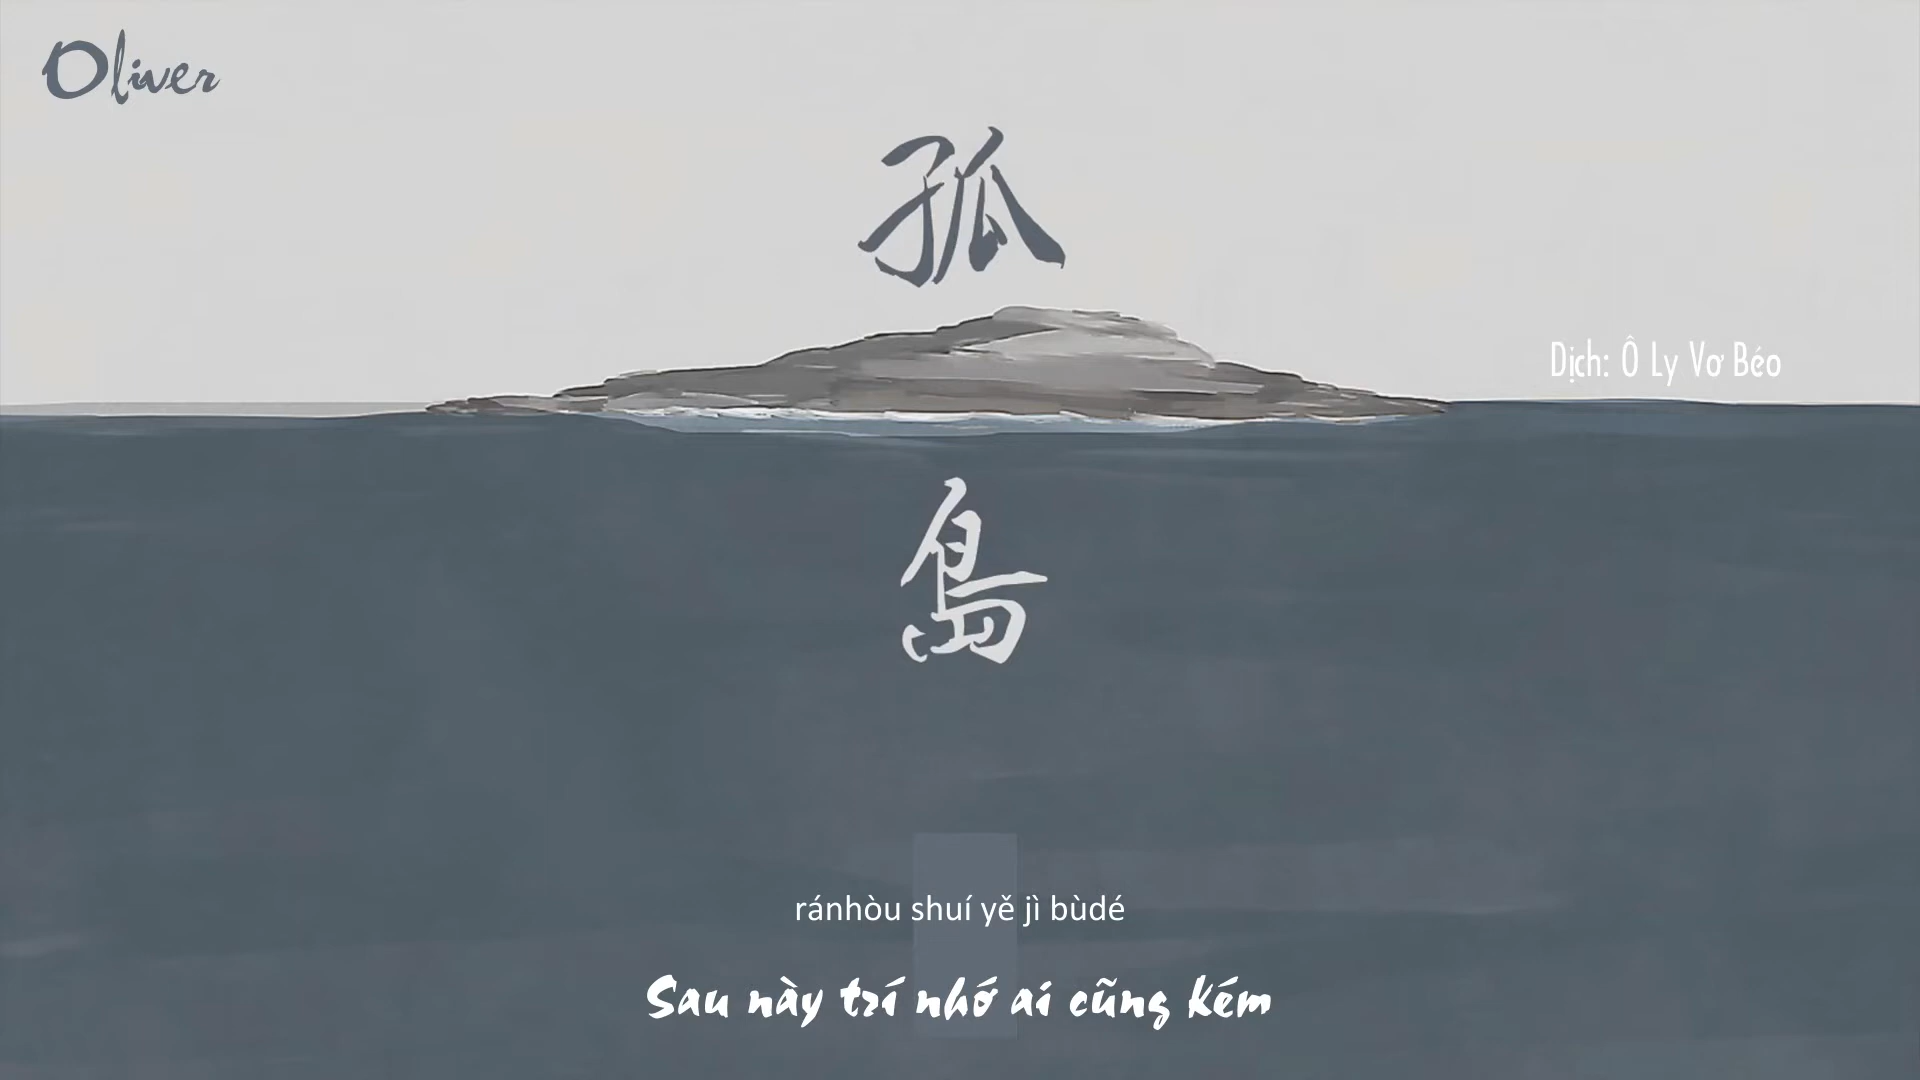 Oliver
孤
Dịch: Ô Ly Vơ Béo
島
ránhòu shuí yě jì bùdé
Sau này trí nhớ ai cũng kém